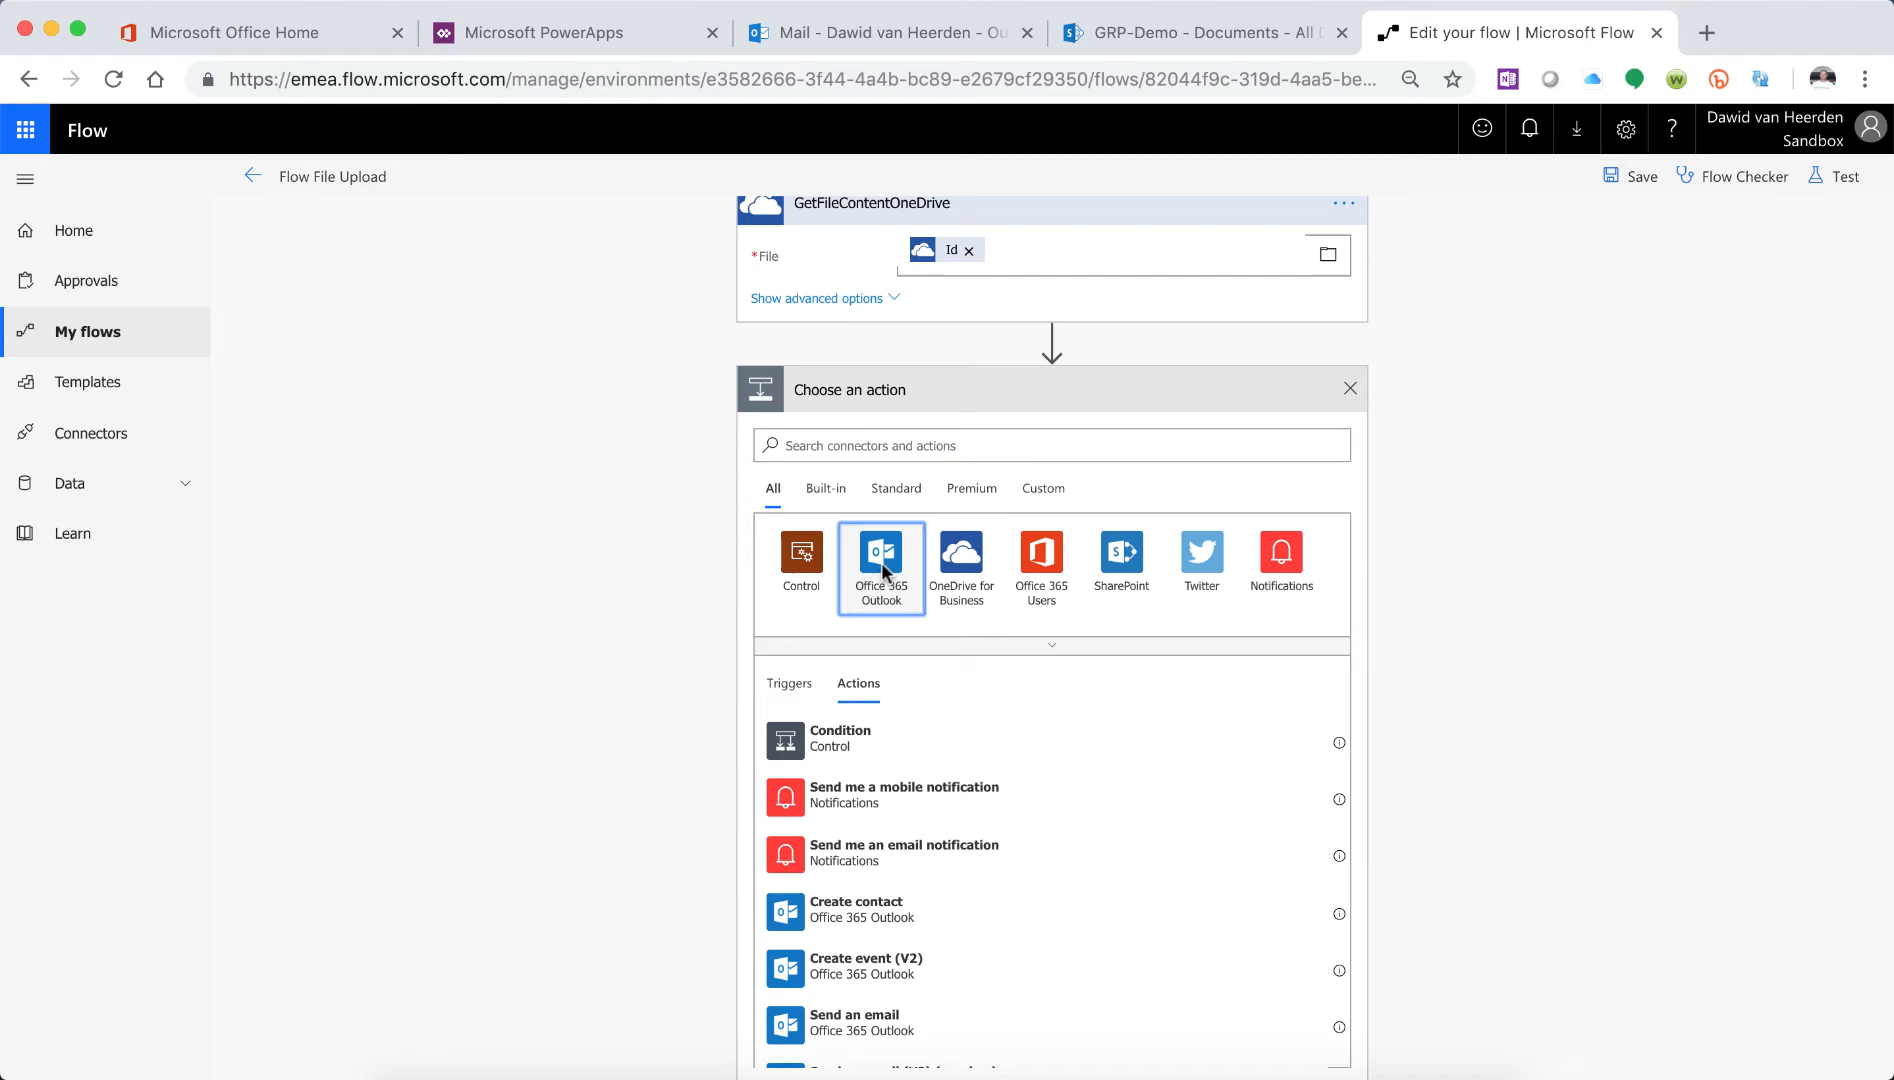 Microsoft Office Home
Microsoft PowerApps
Mail - Dawid van Heerden - Ou
GRP-Demo - Documents - All D
Edit your flow | Microsoft Flow
https://emea.flow.microsoft.com/manage/environments/e3582666-3f44-4a4b-bc89-e2679cf29350/flows/82044f9c-319d-4aa5-be...
Flow
Dawid van Heerden
Sandbox
Flow File Upload
Save
Flow Checker
Test
Home
Approvals
My flows
Templates
Connectors
Data
Learn
GetFileContentOneDrive
*File
Id
Show advanced options
Choose an action
Search connectors and actions
All
Built-in
Standard
Premium
Custom
Control
Office 365
Outlook
OneDrive for
Business
Office 365
Users
SharePoint
Twitter
Notifications
Triggers
Actions
Condition
Control
Send me a mobile notification
Notifications
Send me an email notification
Notifications
Create contact
Office 365 Outlook
Create event (V2)
Office 365 Outlook
Send an email
Office 365 Outlook